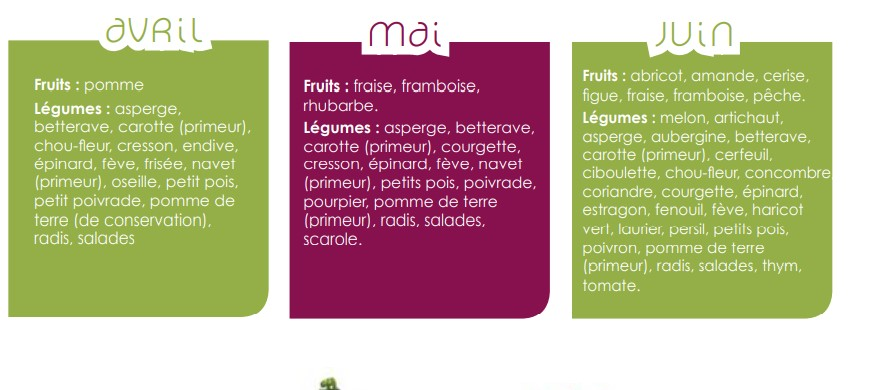 avril
Fruits : pomme
Légumes : asperge,
betterave, carotte (primeur),
chou-fleur, cresson, endive,
épinard, fève, frisée, navet
(primeur), oseille, petit pois,
petit poivrade, pomme de
terre (de conservation),
radis, salades
mai
Fruits : fraise, framboise,
rhubarbe.
Légumes : asperge, betterave,
carotte (primeur), courgette,
cresson, épinard, fève, navet
(primeur), petits pois, poivrade,
pourpier, pomme de terre
(primeur), radis, salades,
scarole.
juin
Fruits : abricot, amande, cerise,
figue, fraise, framboise, pêche.
Légumes : melon, artichaut,
asperge, aubergine, betterave,
carotte (primeur), cerfeuil,
ciboulette, chou-fleur, concombre,
coriandre, courgette, épinard,
estragon, fenouil, fève, haricot
vert, laurier, persil, petits pois,
poivron, pomme de terre
(primeur), radis, salades, thym,
tomate.